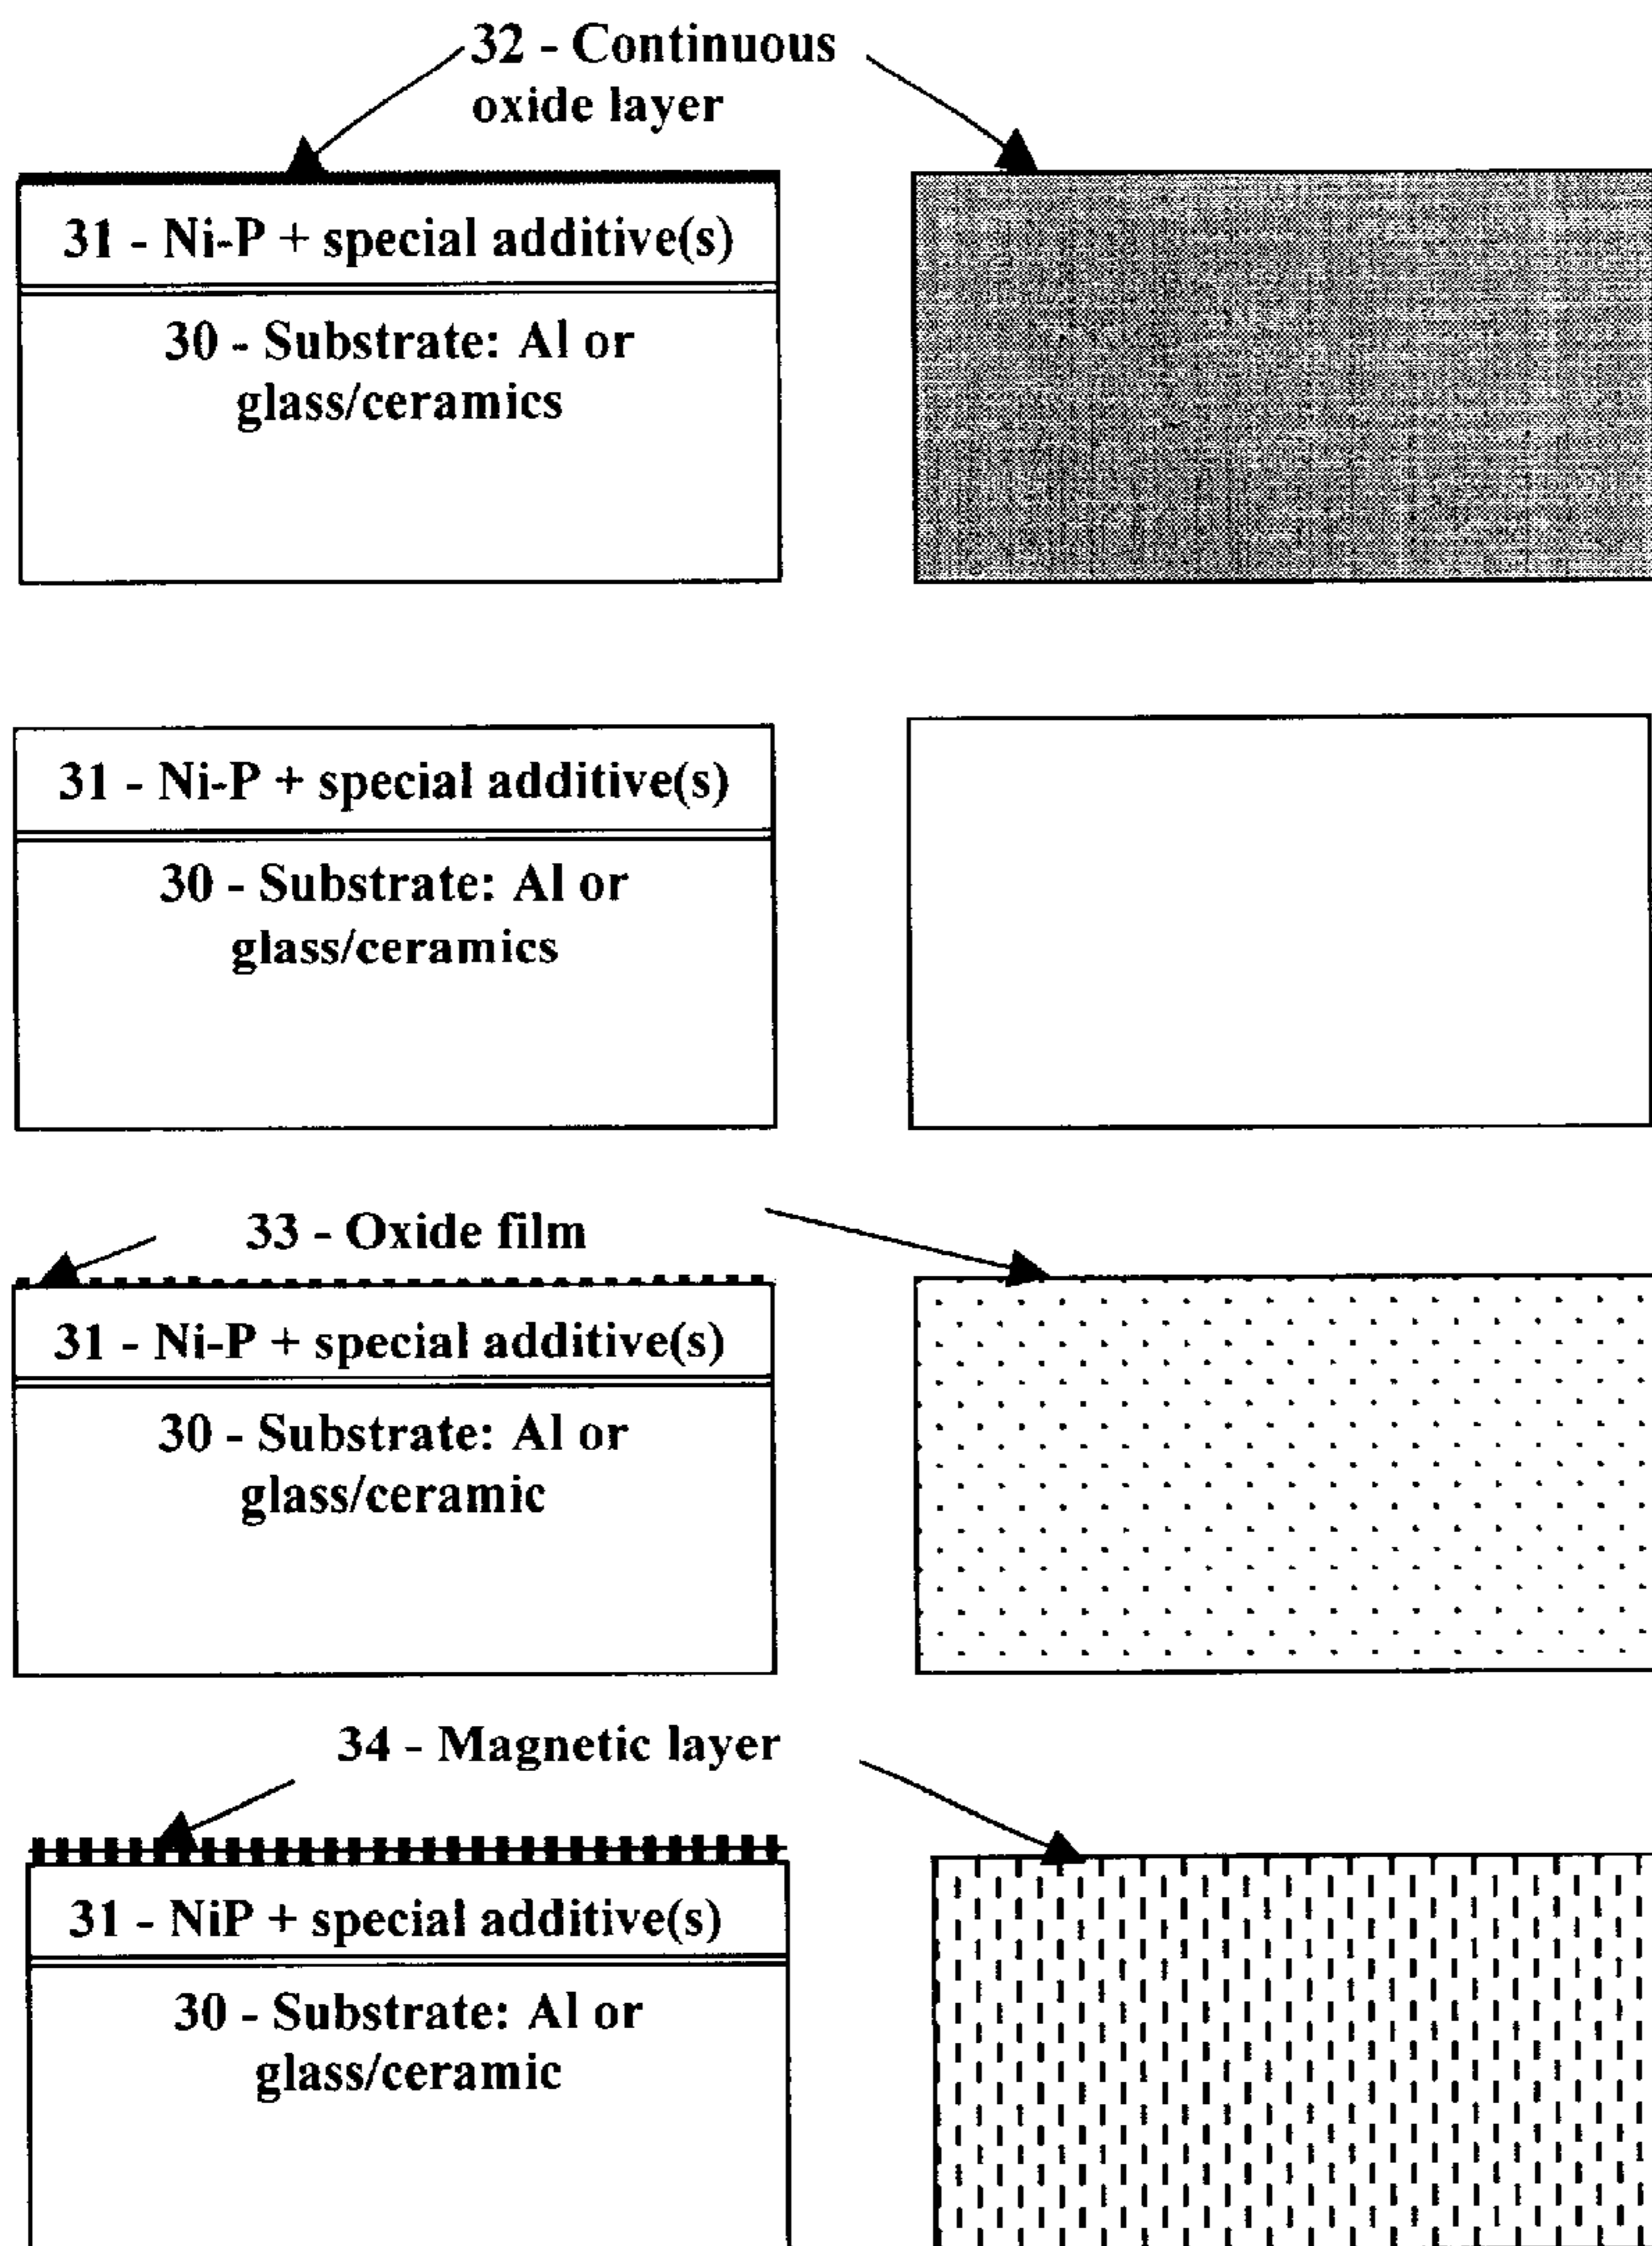 32 - Continuous
oxide layer
31 - Ni-P + special additive(s)
30 - Substrate: Al or
glass/ceramics
31 - Ni-P + special additive(s)
30 - Substrate: Al or
glass/ceramics
33 - Oxide film
31 - Ni-P + special additive(s)
30 - Substrate: Al or
glass/ceramic
34 - Magnetic layer
31 - NiP + special additive(s)
30 - Substrate: Al or
glass/ceramic